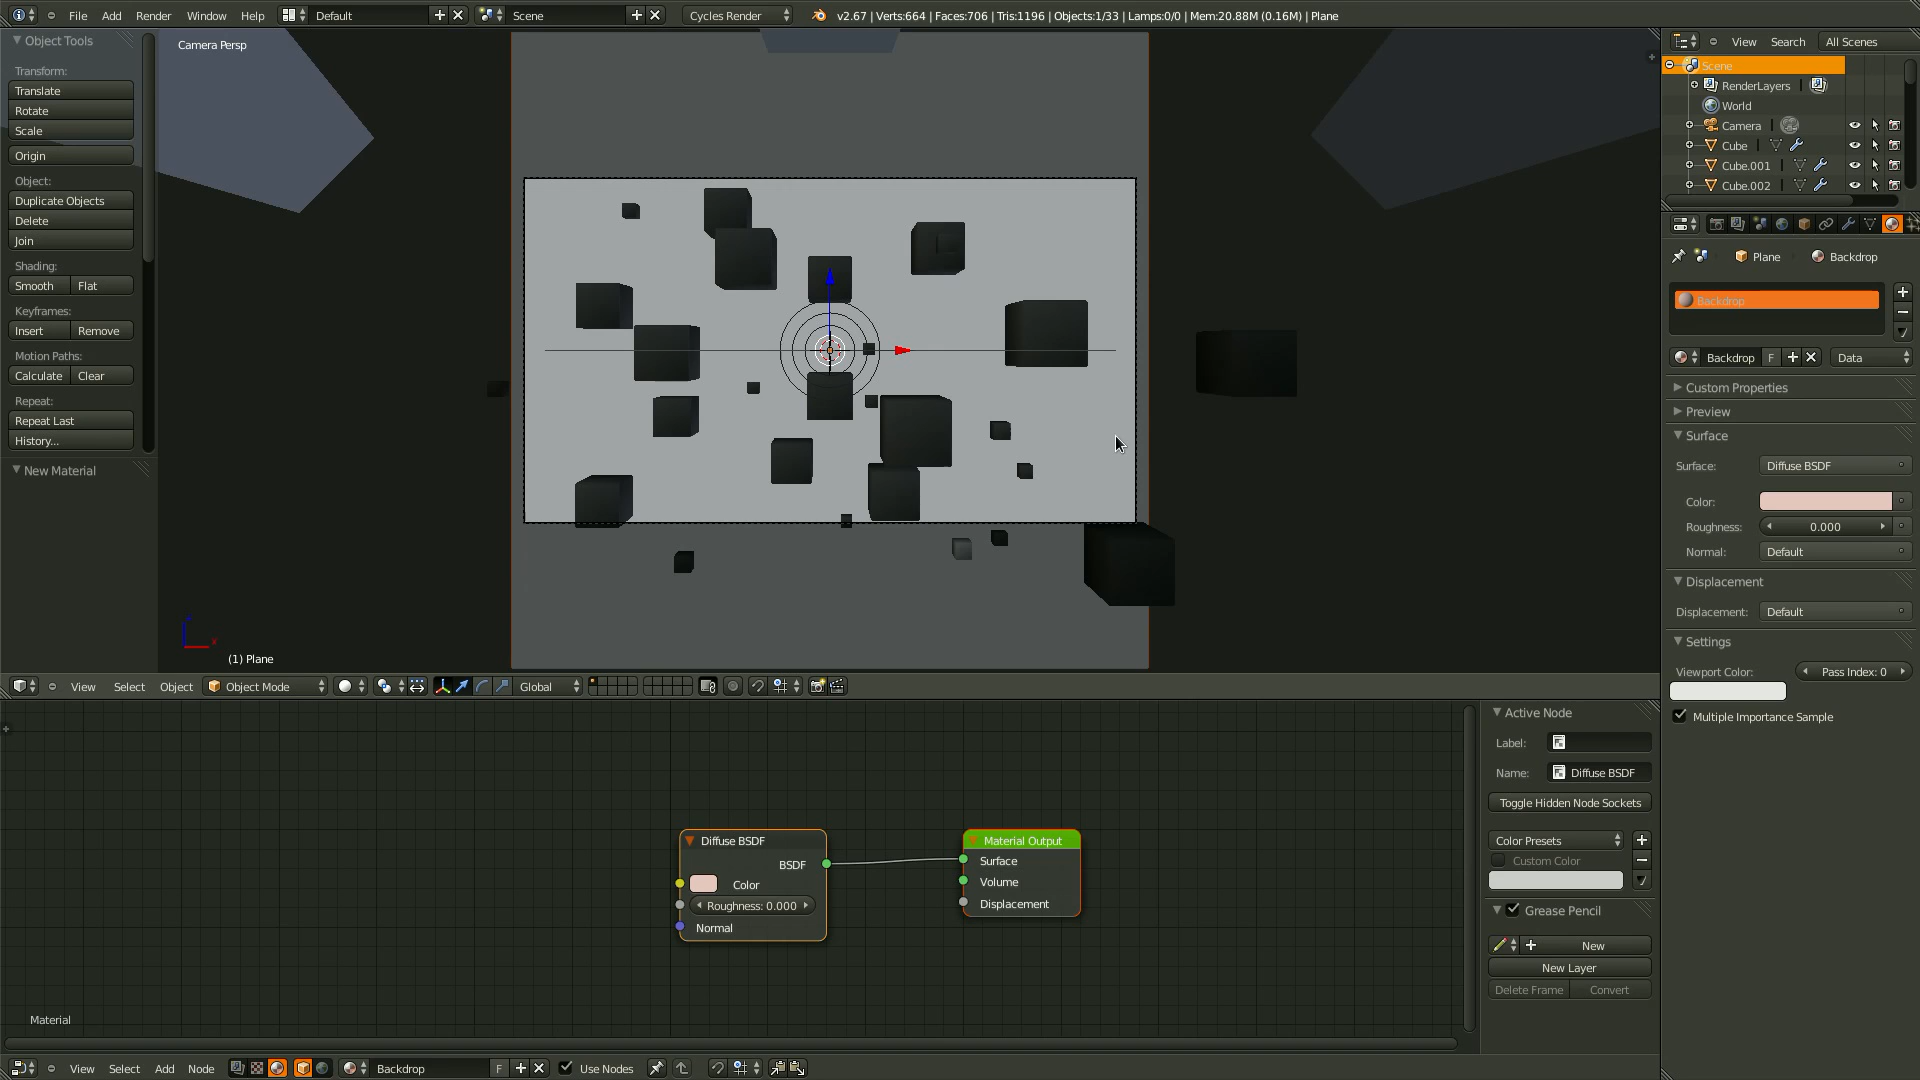 File Add Render Window Help Default Scene Cycles Render v2.67 | Verts:664 | Faces:706 | Tris:1196 | Objects:1/33 | Lamps:0/0 | Mem:20.88M (0.16M) | Plane
Object Tools
Transform:
Translate
Rotate
Scale
Origin
Object:
Duplicate Objects
Delete
Join
Shading:
Smooth Flat
Keyframes:
Insert Remove
Motion Paths:
Calculate Clear
Repeat:
Repeat Last
History...
New Material
Camera Persp
(1) Plane
View Select Object Object Mode Global
View Search All Scenes
Scene
RenderLayers
World
Camera
Cube
Cube.001
Cube.002
Plane Backdrop
Backdrop
Backdrop F Data
Custom Properties
Preview
Surface
Surface: Diffuse BSDF
Color:
Roughness: 0.000
Normal: Default
Displacement
Displacement: Default
Settings
Viewport Color: Pass Index: 0
Multiple Importance Sample
Diffuse BSDF
BSDF
Color
Roughness: 0.000
Normal
Material Output
Surface
Volume
Displacement
Material
Active Node
Label:
Name: Diffuse BSDF
Toggle Hidden Node Sockets
Color Presets
Custom Color
Grease Pencil
New
New Layer
Delete Frame Convert
View Select Add Node Backdrop F Use Nodes